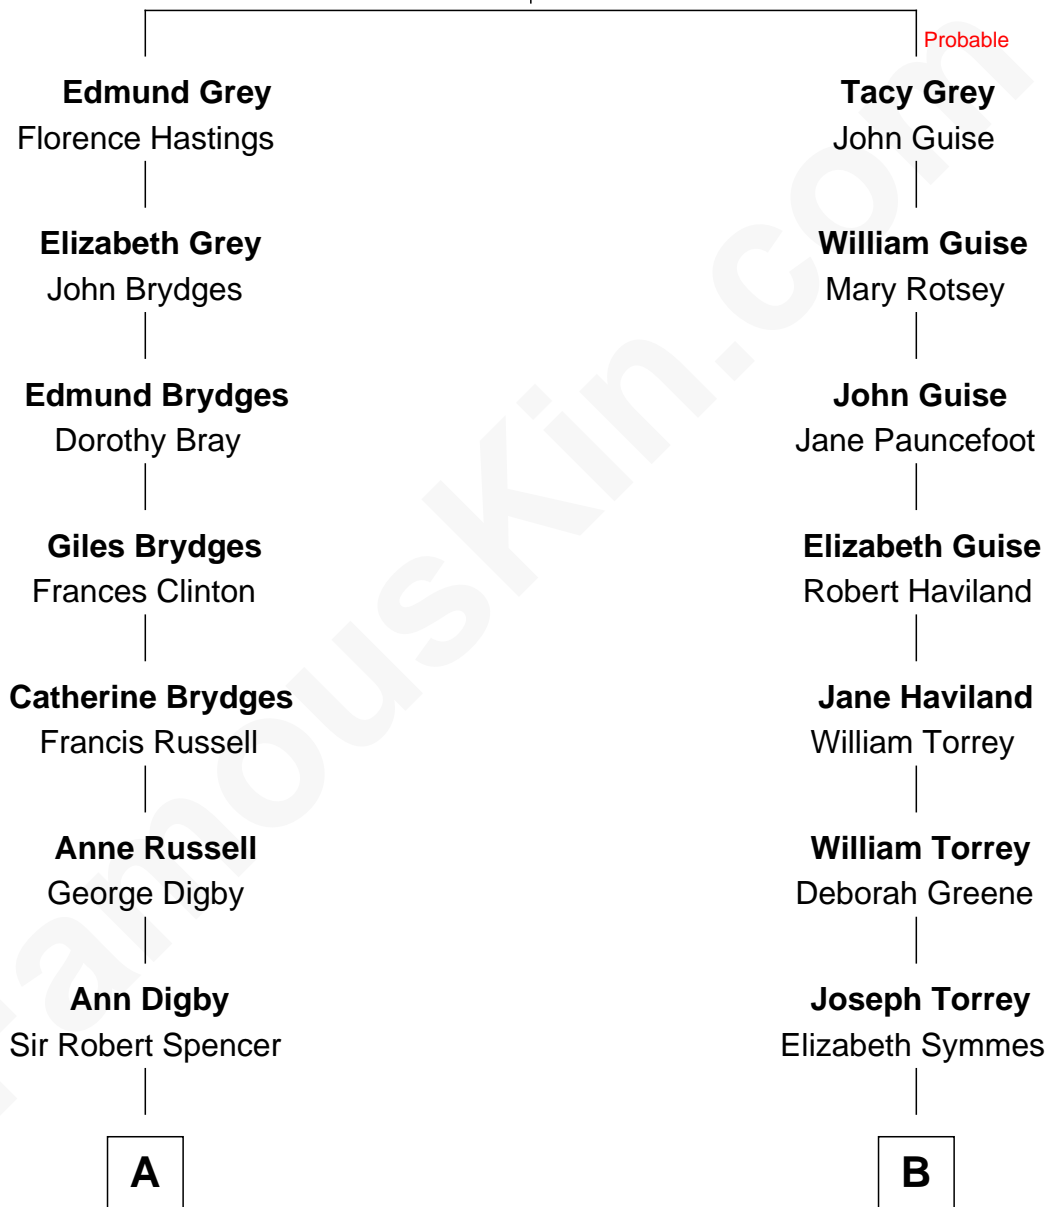 Probable
Edmund Grey
Florence Hastings
Elizabeth Grey
John Brydges
Edmund Brydges
Dorothy Bray
Giles Brydges
Frances Clinton
Catherine Brydges
Francis Russell
Anne Russell
George Digby
Ann Digby
Sir Robert Spencer
A
Tacy Grey
John Guise
William Guise
Mary Rotsey
John Guise
Jane Pauncefoot
Elizabeth Guise
Robert Haviland
Jane Haviland
William Torrey
William Torrey
Deborah Greene
Joseph Torrey
Elizabeth Symmes
B
FamousKin.com